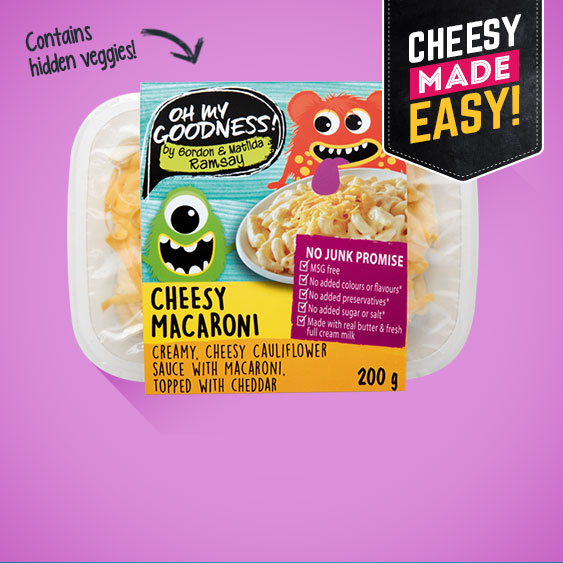 Contains
hidden veggies!
CHEESY
MADE
EASY!
OH MY
GOODNESS!
by Gordon & Matilda
Ramsay
NO JUNK PROMISE
MSG free
No added colours or flavours*
No added preservatives*
No added sugar or salt*
Made with real butter & fresh
full cream milk
CHEESY
MACARONI
CREAMY, CHEESY CAULIFLOWER
SAUCE WITH MACARONI,
TOPPED WITH CHEDDAR
200 g